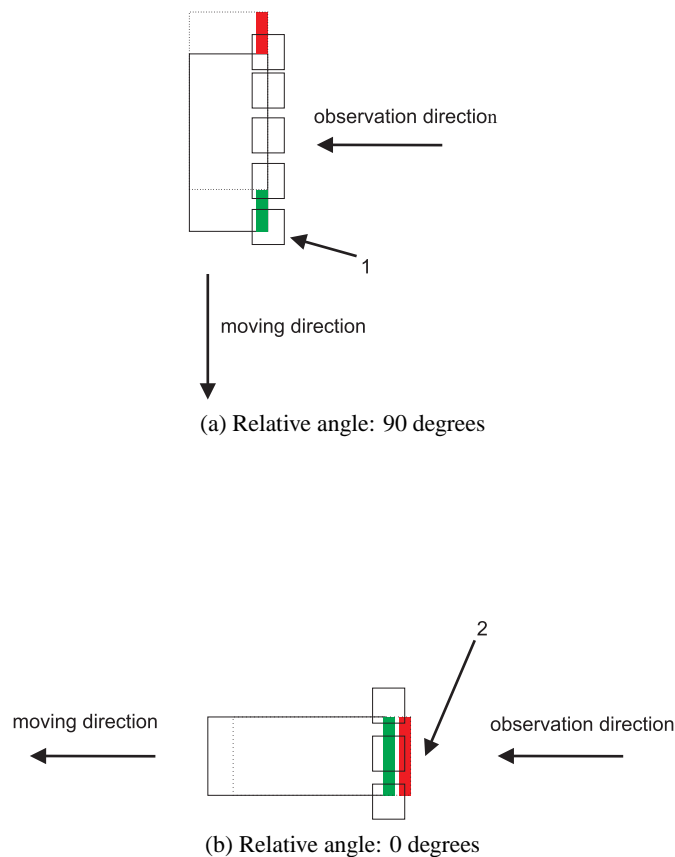 observation direction
1
moving direction
(a) Relative angle: 90 degrees
2
moving direction
observation direction
(b) Relative angle: 0 degrees